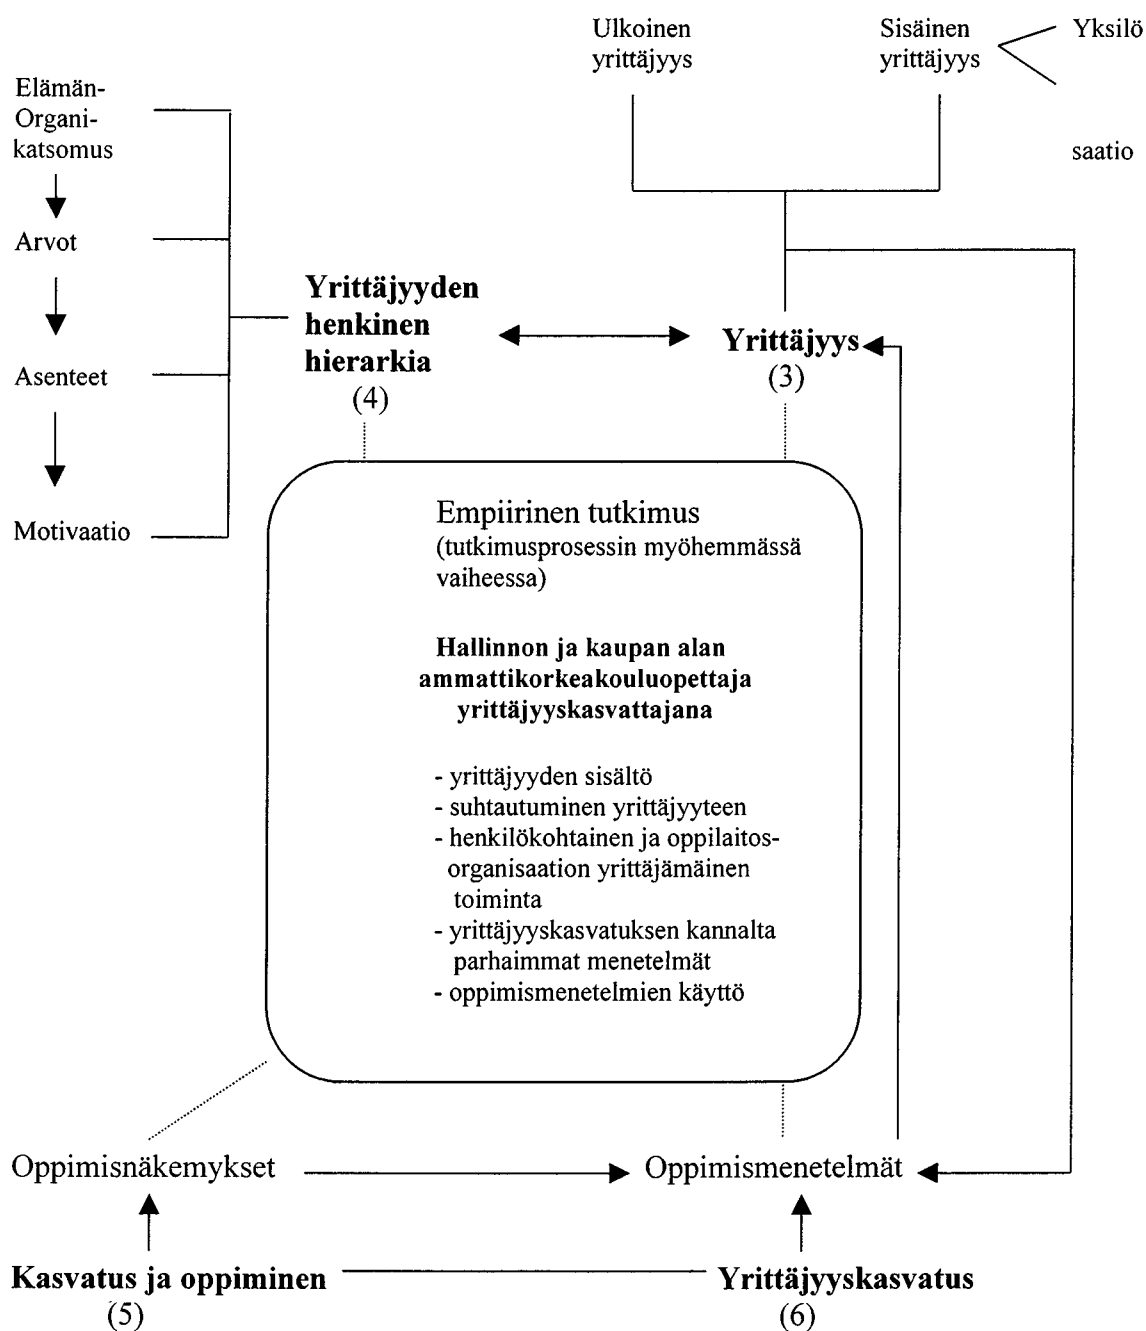 Ulkoinen
yrittäjyys
Sisäinen
yrittäjyys
Yksilö
saatio
Elämän-
Organi-
katsomus
Arvot
Asenteet
Motivaatio
Yrittäjyyden
henkinen
hierarkia
(4)
Yrittäjyys
(3)
Empiirinen tutkimus
(tutkimusprosessin myöhemmässä
vaiheessa)
Hallinnon ja kaupan alan
ammattikorkeakouluopettaja
yrittäjyyskasvattajana
- yrittäjyyden sisältö
- suhtautuminen yrittäjyyteen
- henkilökohtainen ja oppilaitos-
organisaation yrittäjämäinen
toiminta
- yrittäjyyskasvatuksen kannalta
parhaimmat menetelmät
- oppimismenetelmien käyttö
Oppimisnäkemykset
Oppimismenetelmät
Kasvatus ja oppiminen
(5)
Yrittäjyyskasvatus
(6)